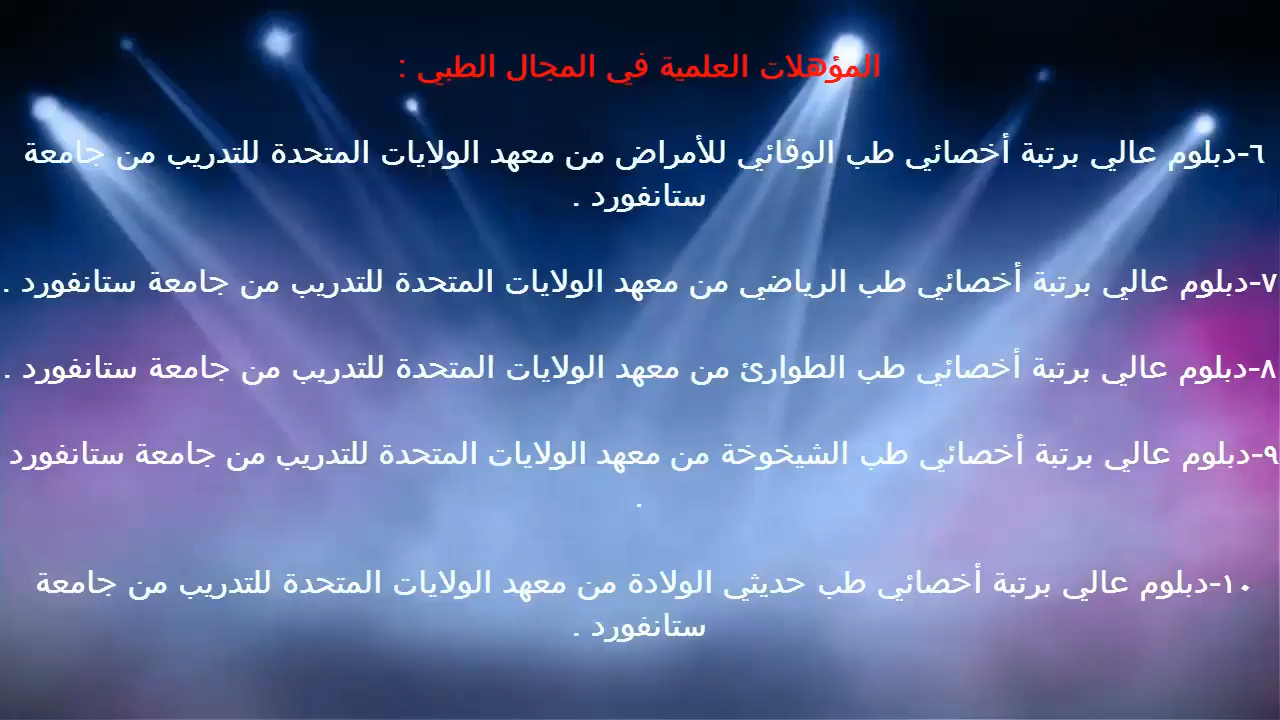 المؤهلات العلمية في المجال الطبي :
٦-دبلوم عالي برتبة أخصائي طب الوقائي للأمراض من معهد الولايات المتحدة للتدريب من جامعة
ستانفورد .
٧-دبلوم عالي برتبة أخصائي طب الرياضي من معهد الولايات المتحدة للتدريب من جامعة ستانفورد .
٨-دبلوم عالي برتبة أخصائي طب الطوارئ من معهد الولايات المتحدة للتدريب من جامعة ستانفورد .
٩-دبلوم عالي برتبة أخصائي طب الشيخوخة من معهد الولايات المتحدة للتدريب من جامعة ستانفورد
.
١٠-دبلوم عالي برتبة أخصائي طب حديثي الولادة من معهد الولايات المتحدة للتدريب من جامعة
ستانفورد .